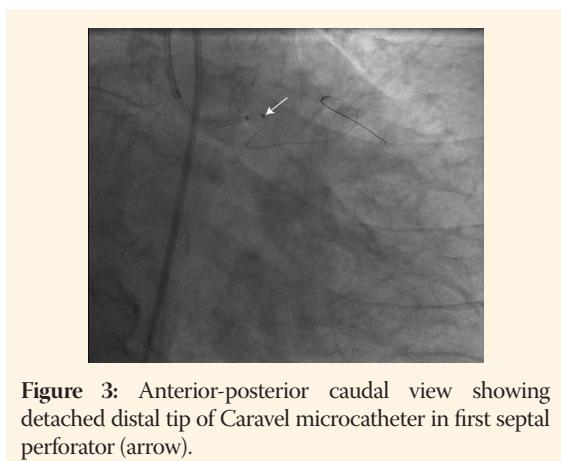 Figure 3: Anterior-posterior caudal view showing
detached distal tip of Caravel microcatheter in first septal
perforator (arrow).